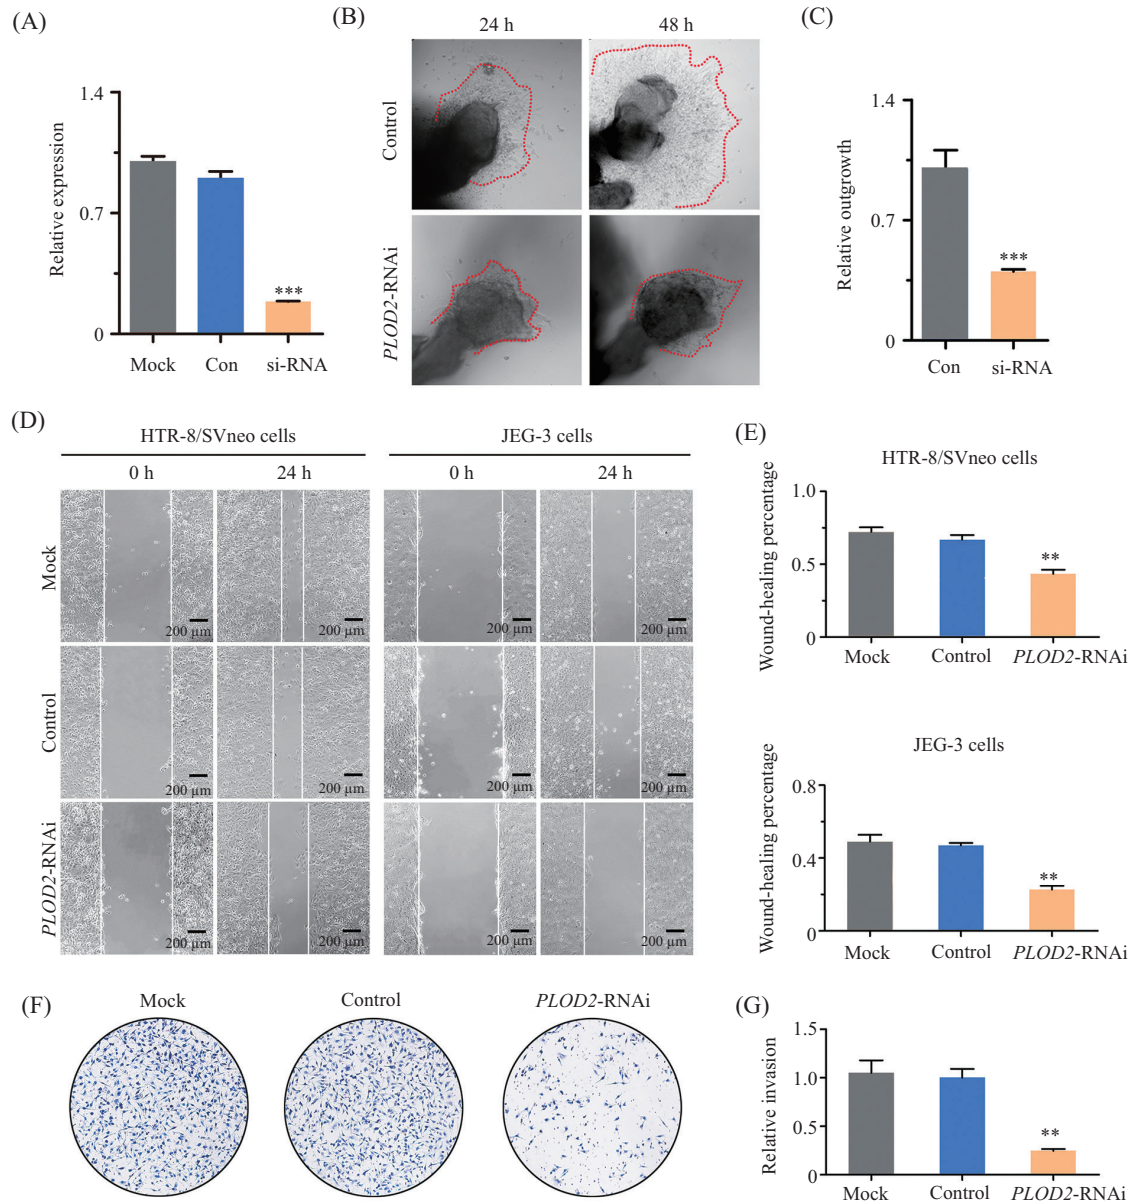 (A)
1.4
0.7
0
Relative expression
***
Mock
Con
si-RNA
(B)
24 h
48 h
Control
PLOD2-RNAi
(C)
1.4
0.7
0
Relative outgrowth
***
Con
si-RNA
(D)
HTR-8/SVneo cells
JEG-3 cells
0 h
24 h
0 h
24 h
Mock
200 µm
200 µm
200 µm
200 µm
Control
200 µm
200 µm
200 µm
200 µm
PLOD2-RNAi
200 µm
200 µm
200 µm
200 µm
(E)
HTR-8/SVneo cells
1.0
0.5
0
Wound-healing percentage
**
Mock
Control
PLOD2-RNAi
JEG-3 cells
0.8
0.4
0
Wound-healing percentage
**
Mock
Control
PLOD2-RNAi
(F)
Mock
Control
PLOD2-RNAi
(G)
1.5
1.0
0.5
0
Relative invasion
**
Mock
Control
PLOD2-RNAi